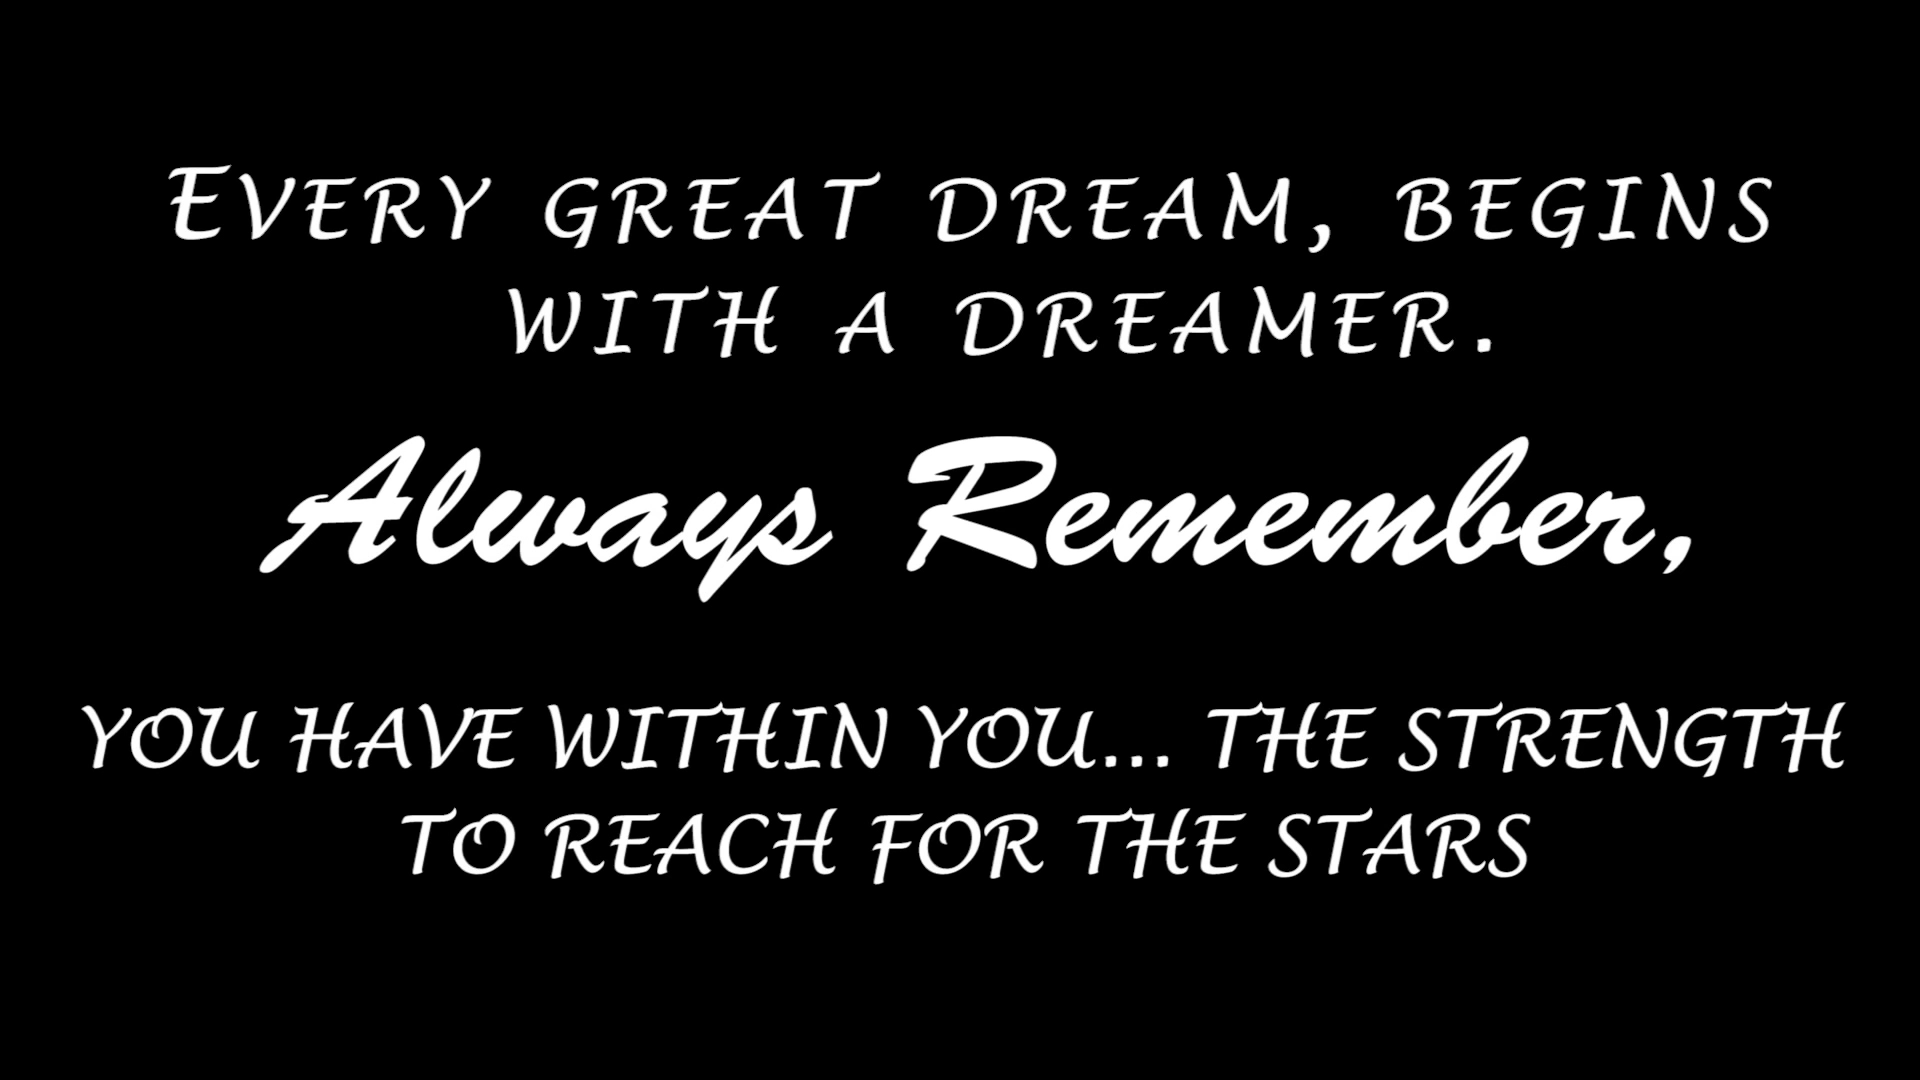 EVERY GREAT DREAM, BEGINS
WITH A DREAMER.
Always Remember,
YOU HAVE WITHIN YOU... THE STRENGTH
TO REACH FOR THE STARS